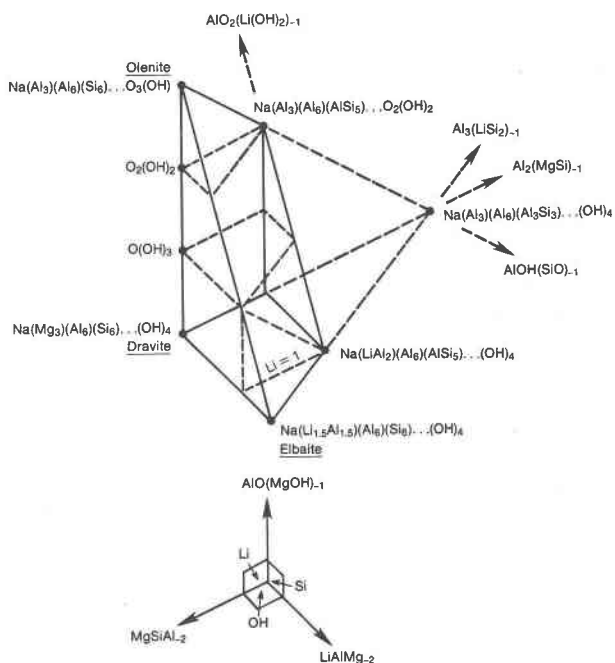 AlO₂(Li(OH)₂)₋₁
Olenite
Na(Al₃)(Al₆)(Si₆)...O₃(OH)
Na(Al₃)(Al₆)(AlSi₅)...O₂(OH)₂
Al₃(LiSi₂)₋₁
O₂(OH)₂
Al₂(MgSi)₋₁
Na(Al₃)(Al₆)(Al₃Si₃)...(OH)₄
O(OH)₃
AlOH(SiO)₋₁
Na(Mg₃)(Al₆)(Si₆)...(OH)₄
Dravite
Li = 1
Na(LiAl₂)(Al₆)(AlSi₅)...(OH)₄
Na(Li₁.₅Al₁.₅)(Al₆)(Si₆)...(OH)₄
Elbaite
AlO(MgOH)₋₁
Li
Si
OH
MgSiAl₋₂
LiAlMg₋₂